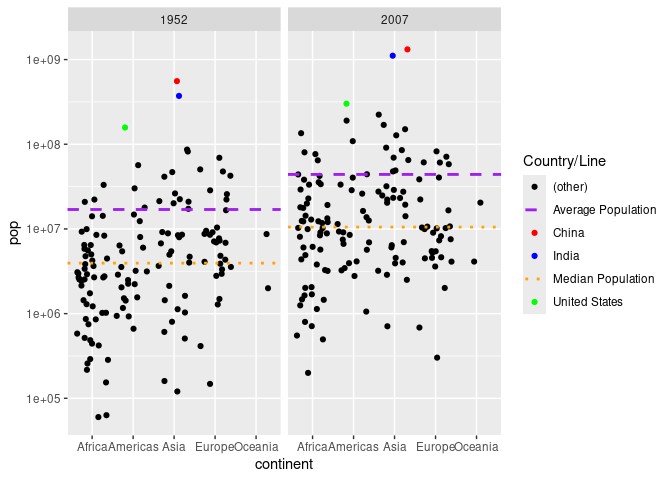 1952 2007
pop
1e+09
1e+08
1e+07
1e+06
1e+05
Africa Americas Asia Europe Oceania Africa Americas Asia Europe Oceania
continent
Country/Line
(other)
Average Population
China
India
Median Population
United States